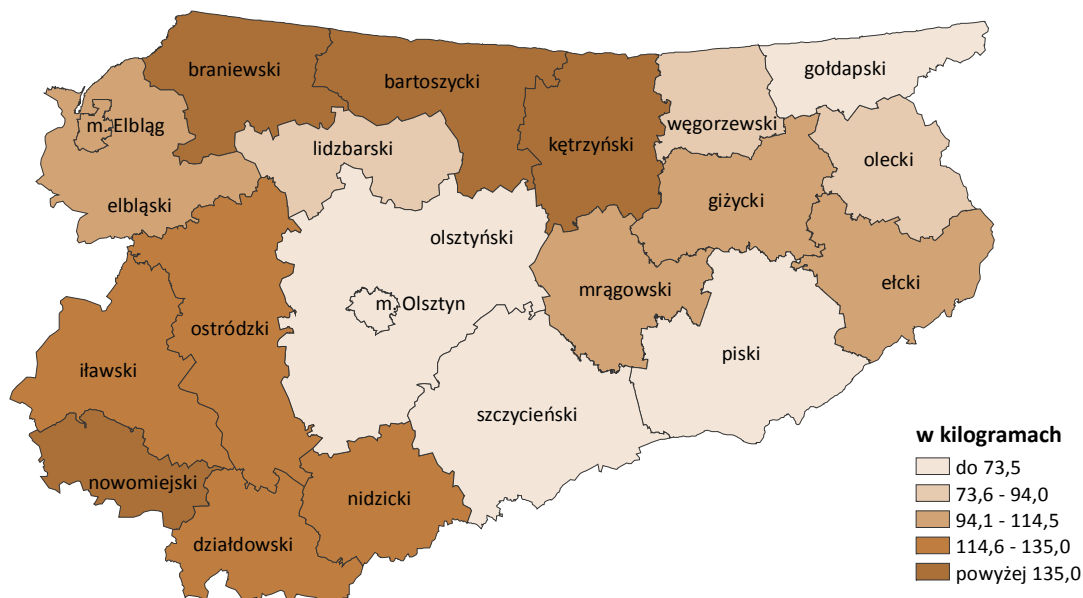 braniewski
bartoszycki
gołdapski
m. Elbląg
lidzbarski
kętrzyński
węgorzewski
olecki
elbląski
giżycki
olsztyński
mrągowski
ełcki
m. Olsztyn
ostródzki
iławski
piski
szczycieński
nowomiejski
nidzicki
działdowski
w kilogramach
do 73,5
73,6 - 94,0
94,1 - 114,5
114,6 - 135,0
powyżej 135,0